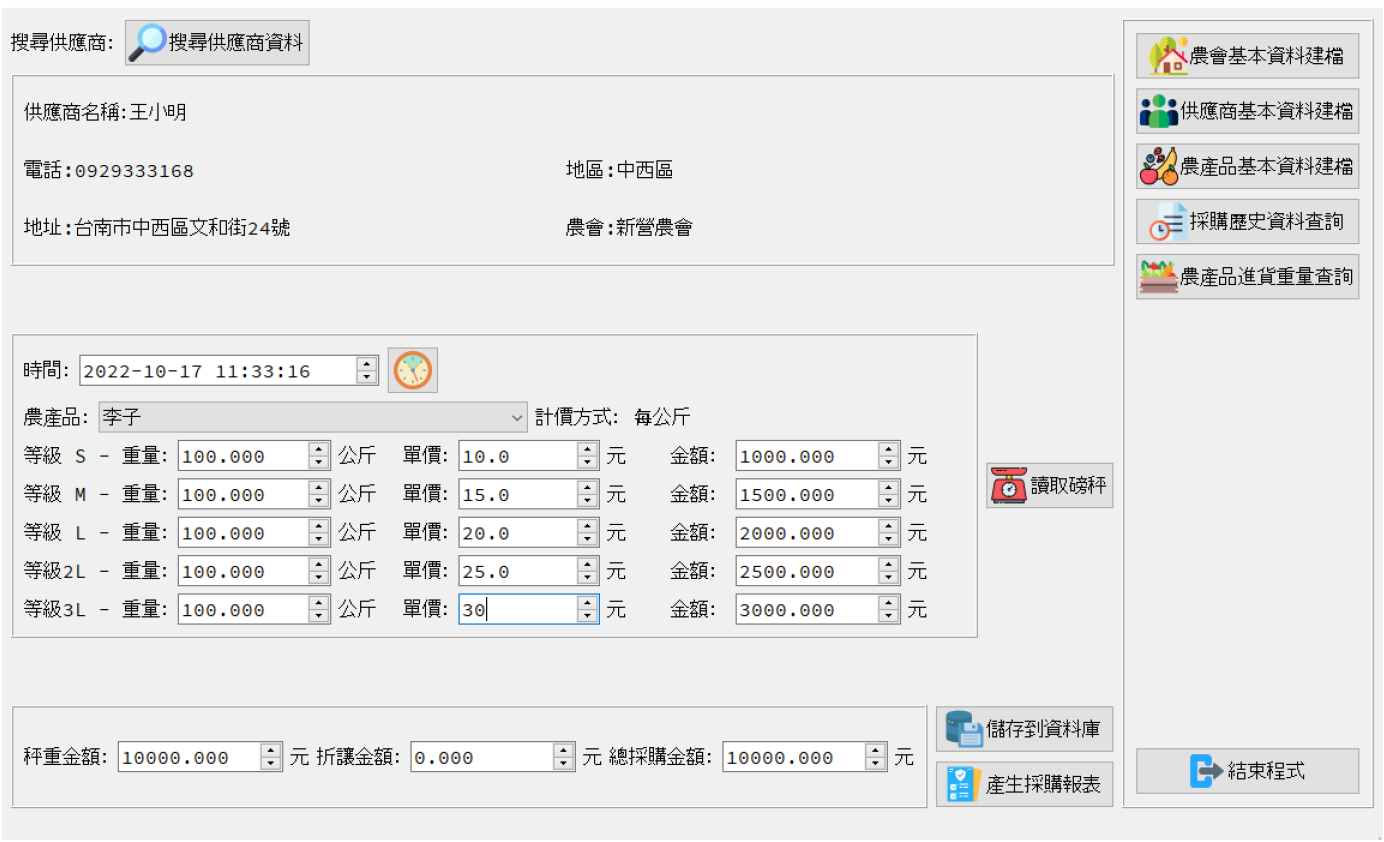 搜尋供應商: 搜尋供應商資料
供應商名稱:王小明
電話:0929333168 地區:中西區
地址:台南市中西區文和街24號 農會:新營農會
時間: 2022-10-17 11:33:16
農產品: 李子 計價方式: 每公斤
等級 S - 重量: 100.000 公斤 單價: 10.0 元 金額: 1000.000 元
等級 M - 重量: 100.000 公斤 單價: 15.0 元 金額: 1500.000 元
等級 L - 重量: 100.000 公斤 單價: 20.0 元 金額: 2000.000 元
等級2L - 重量: 100.000 公斤 單價: 25.0 元 金額: 2500.000 元
等級3L - 重量: 100.000 公斤 單價: 30 元 金額: 3000.000 元
讀取磅秤
秤重金額: 10000.000 元 折讓金額: 0.000 元 總採購金額: 10000.000 元
儲存到資料庫
產生採購報表
農會基本資料建檔
供應商基本資料建檔
農產品基本資料建檔
採購歷史資料查詢
農產品進貨重量查詢
結束程式